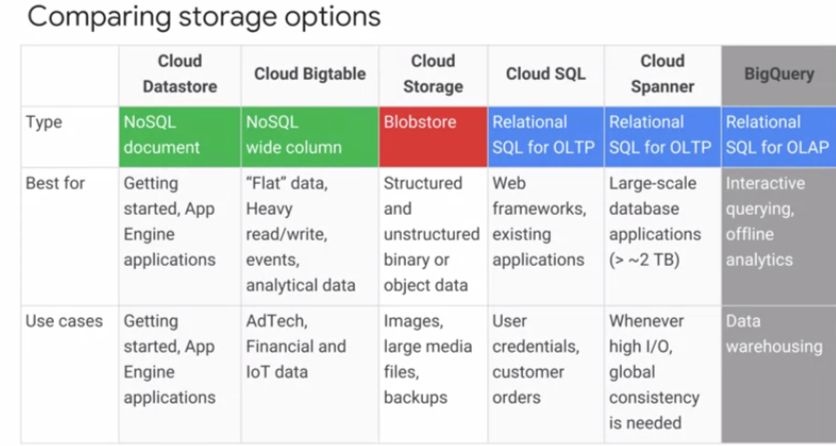 Comparing storage options
Cloud Datastore | Cloud Bigtable | Cloud Storage | Cloud SQL | Cloud Spanner | BigQuery
Type | NoSQL document | NoSQL wide column | Blobstore | Relational SQL for OLTP | Relational SQL for OLTP | Relational SQL for OLAP
Best for | Getting started, App Engine applications | “Flat” data, Heavy read/write, events, analytical data | Structured and unstructured binary or object data | Web frameworks, existing applications | Large-scale database applications (> ~2 TB) | Interactive querying, offline analytics
Use cases | Getting started, App Engine applications | AdTech, Financial and IoT data | Images, large media files, backups | User credentials, customer orders | Whenever high I/O, global consistency is needed | Data warehousing